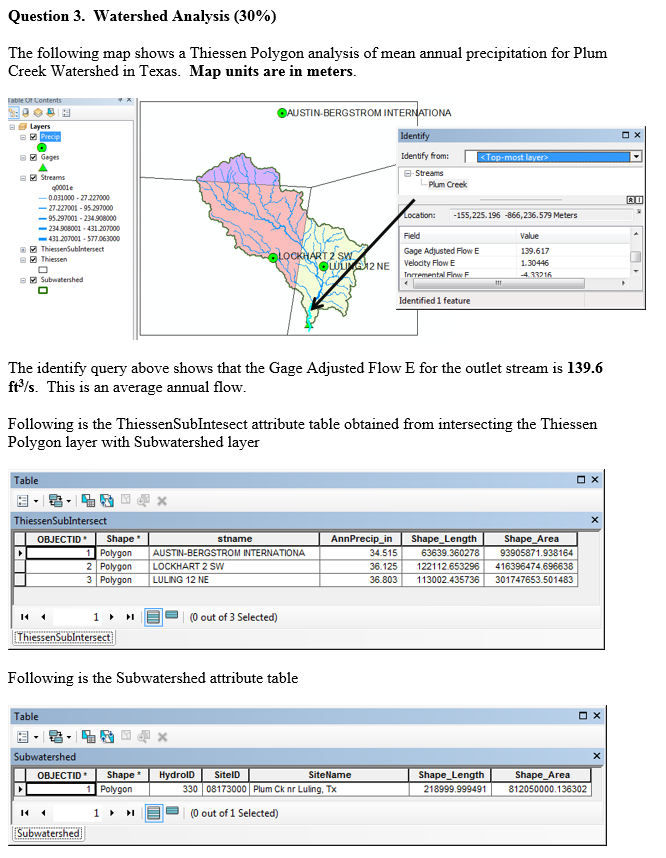 Question 3.  Watershed Analysis (30%)
The following map shows a Thiessen Polygon analysis of mean annual precipitation for Plum
Creek Watershed in Texas.  Map units are in meters.
Table Of Contents
Layers
Precip
Gages
Streams
q0001e
0.031000 - 27.227000
27.227001 - 95.297000
95.297001 - 234.908000
234.908001 - 431.207000
431.207001 - 577.063000
ThiessenSubIntersect
Thiessen
Subwatershed
AUSTIN-BERGSTROM INTERNATIONA
LOCKHART 2 SW
LULING 12 NE
Identify
Identify from: <Top-most layer>
Streams
Plum Creek
Location: -155,225.196 -866,236.579 Meters
Field Value
Gage Adjusted Flow E 139.617
Velocity Flow E 1.30446
Incremental Flow E -4.33216
Identified 1 feature
The identify query above shows that the Gage Adjusted Flow E for the outlet stream is 139.6
ft³/s.  This is an average annual flow.
Following is the ThiessenSubIntesect attribute table obtained from intersecting the Thiessen
Polygon layer with Subwatershed layer
Table
ThiessenSubIntersect
OBJECTID * Shape * stname AnnPrecip_in Shape_Length Shape_Area
1 Polygon AUSTIN-BERGSTROM INTERNATIONA 34.515 63639.360278 93905871.938164
2 Polygon LOCKHART 2 SW 36.125 122112.653296 416396474.696638
3 Polygon LULING 12 NE 36.803 113002.435736 301747653.501483
1 (0 out of 3 Selected)
ThiessenSubIntersect
Following is the Subwatershed attribute table
Table
Subwatershed
OBJECTID * Shape * HydroID SiteID SiteName Shape_Length Shape_Area
1 Polygon 330 08173000 Plum Ck nr Luling, Tx 218999.999491 812050000.136302
1 (0 out of 1 Selected)
Subwatershed